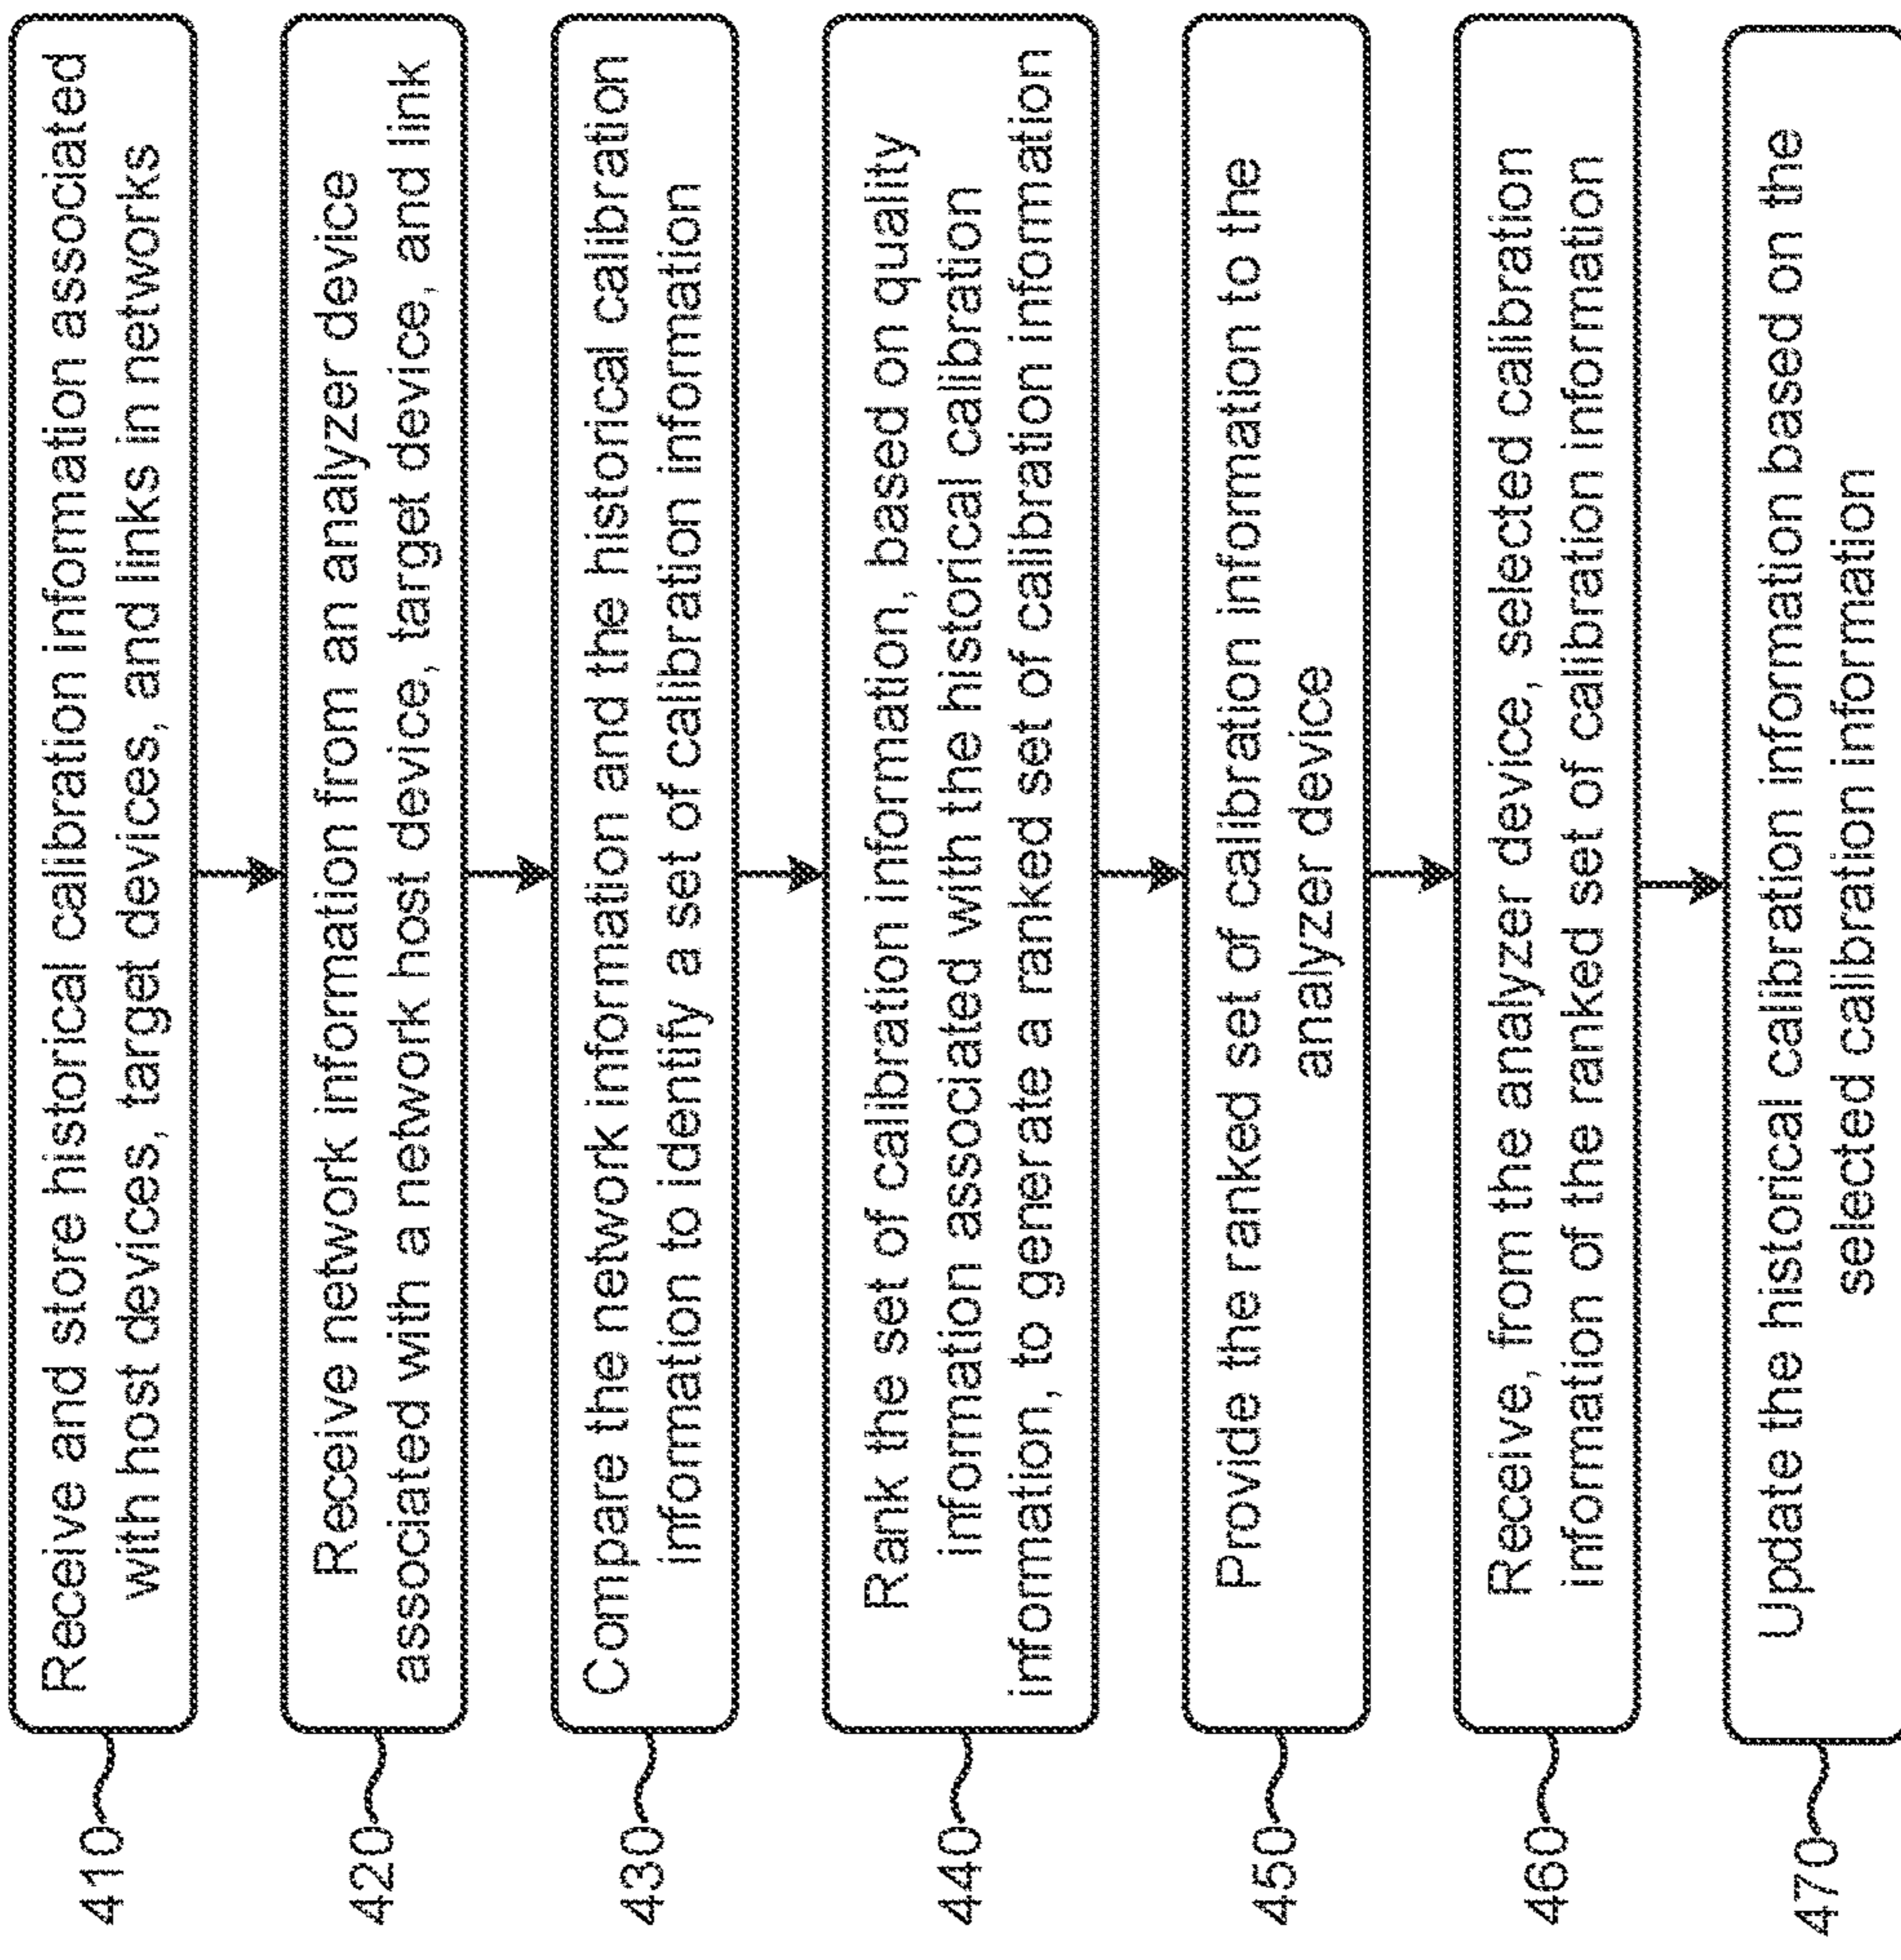 410
Receive and store historical calibration information associated
with host devices, target devices, and links in networks
420
Receive network information from an analyzer device
associated with a network host device, target device, and link
430
Compare the network information and the historical calibration
information to identify a set of calibration information
440
Rank the set of calibration information, based on quality
information associated with the historical calibration
information, to generate a ranked set of calibration information
450
Provide the ranked set of calibration information to the
analyzer device
460
Receive, from the analyzer device, selected calibration
information of the ranked set of calibration information
470
Update the historical calibration information based on the
selected calibration information